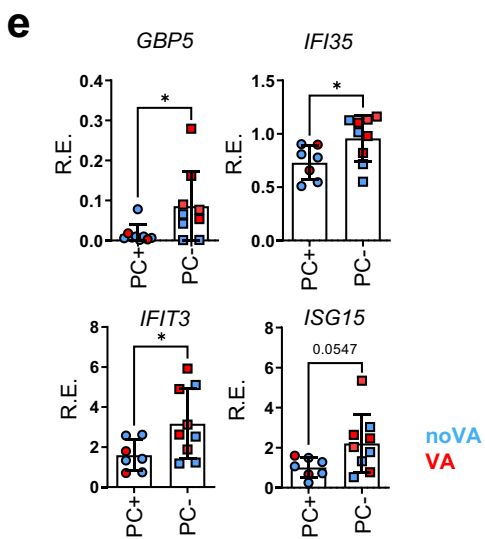 e
GBP5
IFI35
R.E.
0.4
0.3
0.2
0.1
0.0
*
PC+
PC-
1.5
1.0
0.5
0.0
R.E.
*
PC+
PC-
IFIT3
ISG15
R.E.
8
6
4
2
0
*
PC+
PC-
R.E.
8
6
4
2
0
0.0547
PC+
PC-
noVA
VA